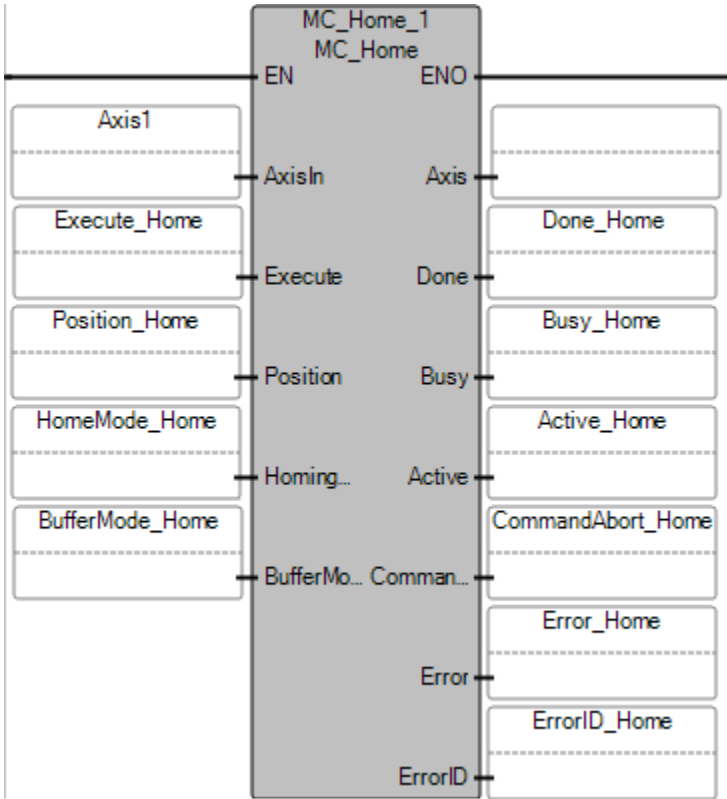 MC_Home_1
MC_Home
EN ENO
Axis1
AxisIn Axis
Execute_Home Done_Home
Execute Done
Position_Home Busy_Home
Position Busy
HomeMode_Home Active_Home
Homing... Active
BufferMode_Home CommandAbort_Home
BufferMo... Comman...
Error_Home
Error
ErrorID_Home
ErrorID